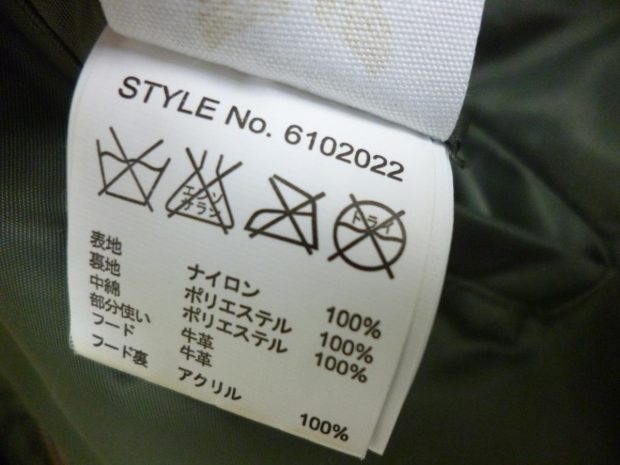 STYLE No. 6102022
エンソ サラシ ドライ
表地 ナイロン 100%
裏地 ポリエステル 100%
中綿 ポリエステル 100%
部分使い 牛革
フード 牛革
フード裏 アクリル 100%